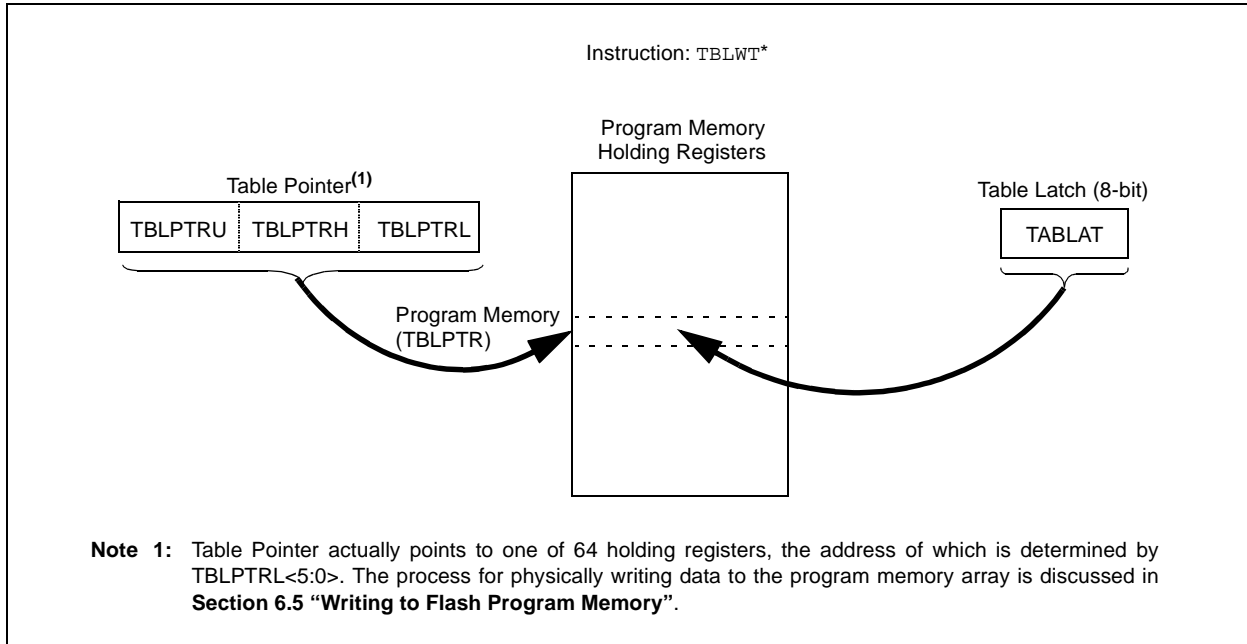 Instruction: TBLWT*
Program Memory
Holding Registers
Table Pointer(1)
Table Latch (8-bit)
TBLPTRU TBLPTRH TBLPTRL
TABLAT
Program Memory
(TBLPTR)
Note 1: Table Pointer actually points to one of 64 holding registers, the address of which is determined by
TBLPTRL<5:0>. The process for physically writing data to the program memory array is discussed in
Section 6.5 “Writing to Flash Program Memory”.